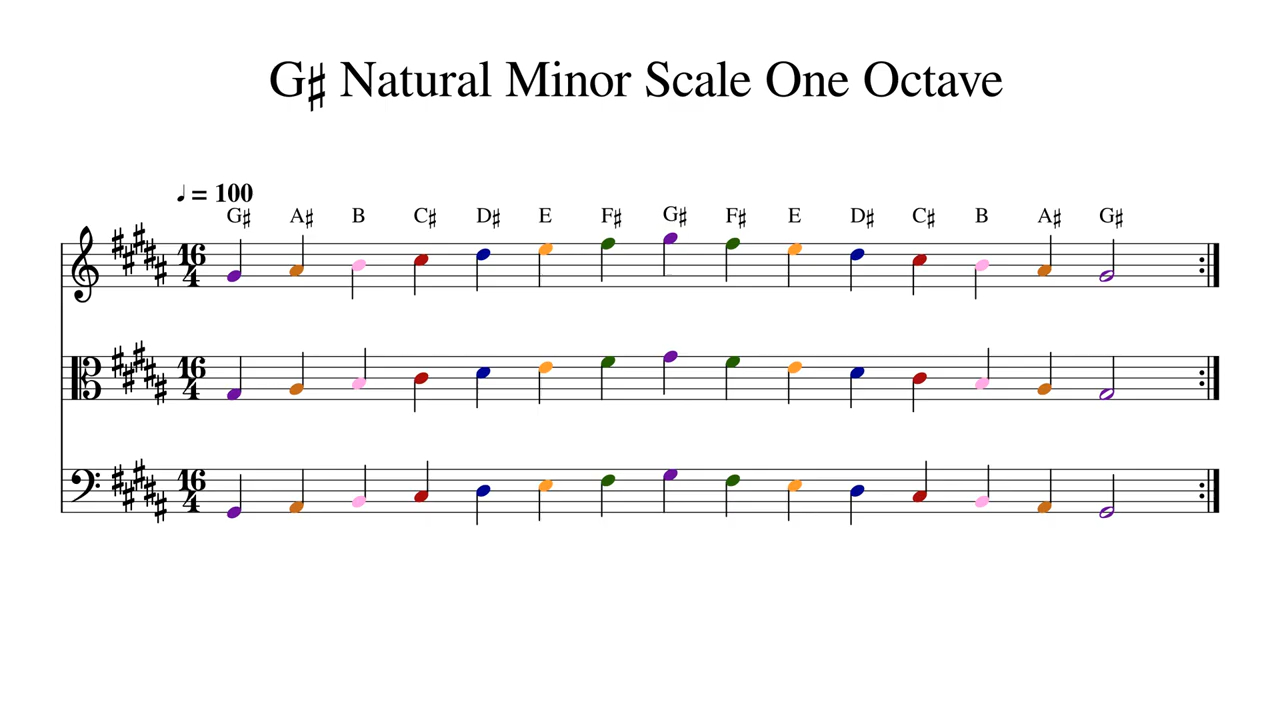 G♯ Natural Minor Scale One Octave
♩ = 100
G♯ A♯ B C♯ D♯ E F♯ G♯ F♯ E D♯ C♯ B A♯ G♯
16
4
16
4
16
4